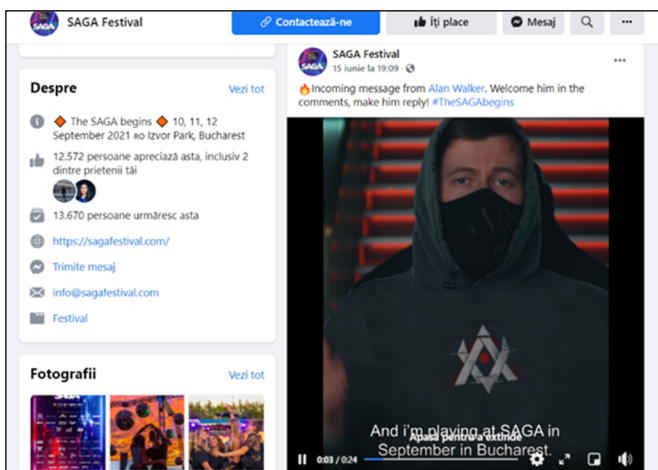 SAGA Festival
Contactează-ne
Îți place
Mesaj
SAGA Festival
15 iunie la 19:09
Incoming message from Alan Walker. Welcome him in the
comments, make him reply! #TheSAGAbegins
Despre
Vezi tot
The SAGA begins 10, 11, 12
September 2021 RO Izvor Park, Bucharest
12.572 persoane apreciază asta, inclusiv 2
dintre prietenii tăi
13.670 persoane urmăresc asta
https://sagafestival.com/
Trimite mesaj
info@sagafestival.com
Festival
Fotografii
Vezi tot
And i'm playing at SAGA in
Apasă pentru a extinde
September in Bucharest.
0:03 / 0:24